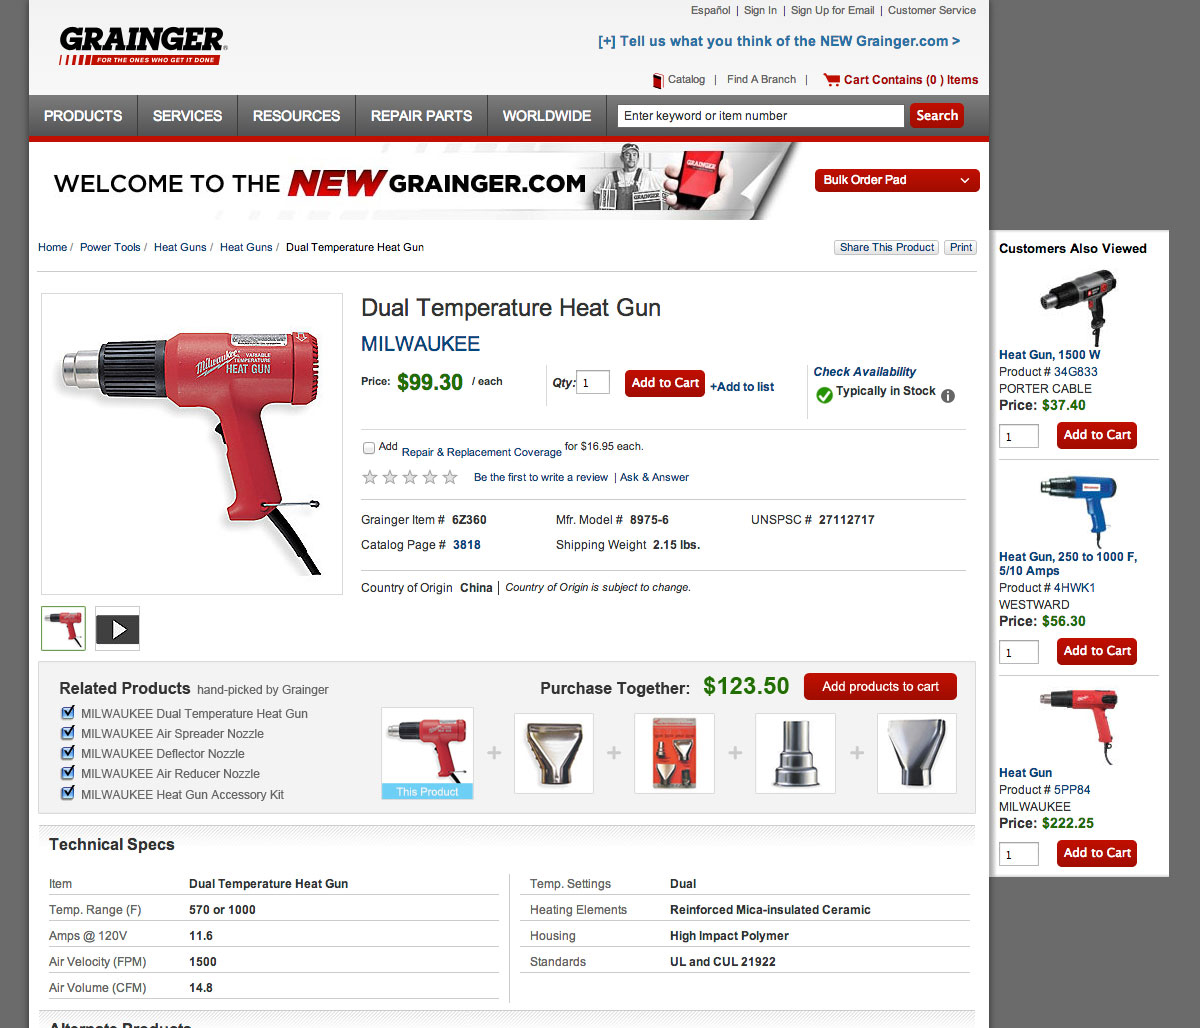 Español | Sign In | Sign Up for Email | Customer Service
GRAINGER®
FOR THE ONES WHO GET IT DONE
[+] Tell us what you think of the NEW Grainger.com >
Catalog | Find A Branch | Cart Contains (0 ) Items
PRODUCTS SERVICES RESOURCES REPAIR PARTS WORLDWIDE Enter keyword or item number Search
WELCOME TO THE NEW GRAINGER.COM
GRAINGER
GRAINGER
Bulk Order Pad
Home / Power Tools / Heat Guns / Heat Guns / Dual Temperature Heat Gun
Share This Product Print
Dual Temperature Heat Gun
MILWAUKEE
Price: $99.30 / each Qty: 1 Add to Cart +Add to list
Check Availability
Typically in Stock
Milwaukee VARIABLE
TEMPERATURE
HEAT GUN
Add Repair & Replacement Coverage for $16.95 each.
Be the first to write a review | Ask & Answer
Grainger Item # 6Z360 Mfr. Model # 8975-6 UNSPSC # 27112717
Catalog Page # 3818 Shipping Weight 2.15 lbs.
Country of Origin China | Country of Origin is subject to change.
Related Products hand-picked by Grainger
MILWAUKEE Dual Temperature Heat Gun
MILWAUKEE Air Spreader Nozzle
MILWAUKEE Deflector Nozzle
MILWAUKEE Air Reducer Nozzle
MILWAUKEE Heat Gun Accessory Kit
Purchase Together: $123.50 Add products to cart
This Product
Technical Specs
Item Dual Temperature Heat Gun
Temp. Range (F) 570 or 1000
Amps @ 120V 11.6
Air Velocity (FPM) 1500
Air Volume (CFM) 14.8
Temp. Settings Dual
Heating Elements Reinforced Mica-insulated Ceramic
Housing High Impact Polymer
Standards UL and CUL 21922
Alternate Products
Customers Also Viewed
Heat Gun, 1500 W
Product # 34G833
PORTER CABLE
Price: $37.40
1 Add to Cart
Heat Gun, 250 to 1000 F,
5/10 Amps
Product # 4HWK1
WESTWARD
Price: $56.30
1 Add to Cart
Heat Gun
Product # 5PP84
MILWAUKEE
Price: $222.25
1 Add to Cart